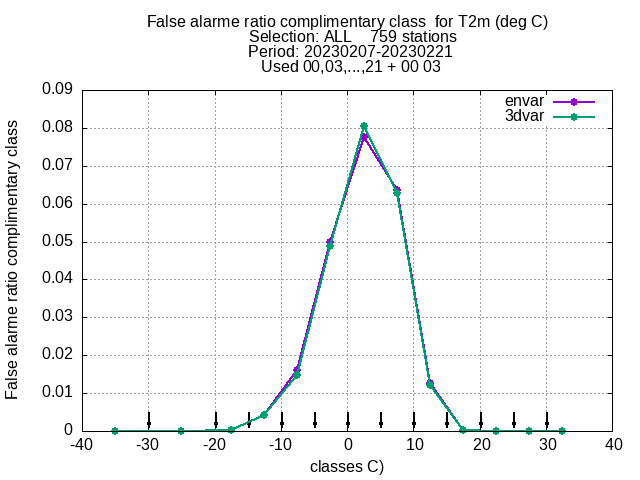 False alarme ratio complimentary class  for T2m (deg C)
Selection: ALL    759 stations
Period: 20230207-20230221
Used 00,03,...,21 + 00 03
envar
3dvar
False alarme ratio complimentary class
0.09
0.08
0.07
0.06
0.05
0.04
0.03
0.02
0.01
0
-40 -30 -20 -10 0 10 20 30 40
classes C)